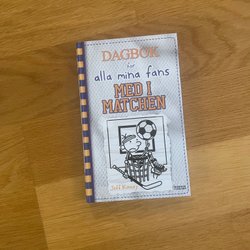 DAGBOK
för
alla mina fans
MED I
MATCHEN
Jeff Kinney